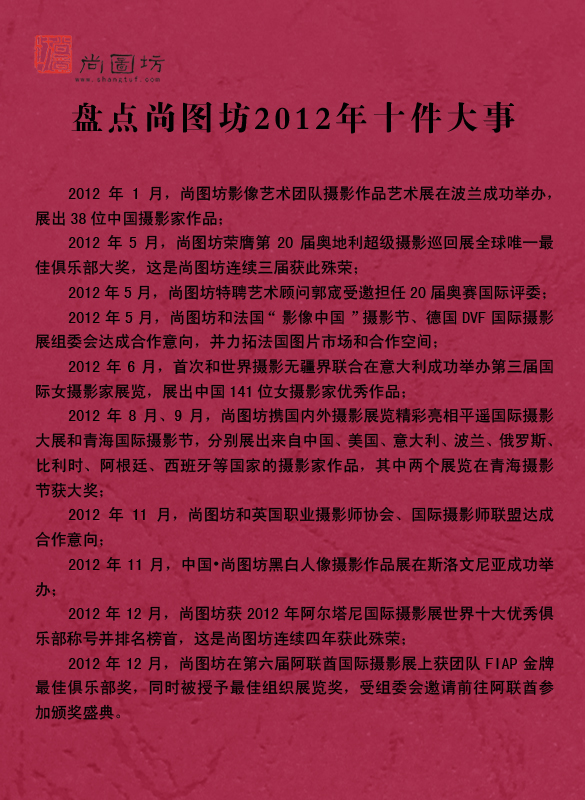 尚圖坊
www.shangtuf.com
盘点尚图坊2012年十件大事
2012 年 1 月，尚图坊影像艺术团队摄影作品艺术展在波兰成功举办，
展出 38 位中国摄影家作品；
2012 年 5 月，尚图坊荣膺第 20 届奥地利超级摄影巡回展全球唯一最
佳俱乐部大奖，这是尚图坊连续三届获此殊荣；
2012 年 5 月，尚图坊特聘艺术顾问郭宬受邀担任 20 届奥赛国际评委；
2012 年 5 月，尚图坊和法国“ 影像中国 ”摄影节、德国 DVF 国际摄影
展组委会达成合作意向，并力拓法国图片市场和合作空间；
2012 年 6 月，首次和世界摄影无疆界联合在意大利成功举办第三届国
际女摄影家展览，展出中国 141 位女摄影家优秀作品；
2012 年 8 月、9 月，尚图坊携国内外摄影展览精彩亮相平遥国际摄影
大展和青海国际摄影节，分别展出来自中国、美国、意大利、波兰、俄罗斯、
比利时、阿根廷、西班牙等国家的摄影家作品，其中两个展览在青海摄影
节获大奖；
2012 年 11 月，尚图坊和英国职业摄影师协会、国际摄影师联盟达成
合作意向；
2012 年 11 月，中国•尚图坊黑白人像摄影作品展在斯洛文尼亚成功举
办；
2012 年 12 月，尚图坊获 2012 年阿尔塔尼国际摄影展世界十大优秀俱
乐部称号并排名榜首，这是尚图坊连续四年获此殊荣；
2012 年 12 月，尚图坊在第六届阿联酋国际摄影展上获团队 FIAP 金牌
最佳俱乐部奖，同时被授予最佳组织展览奖，受组委会邀请前往阿联酋参
加颁奖盛典。